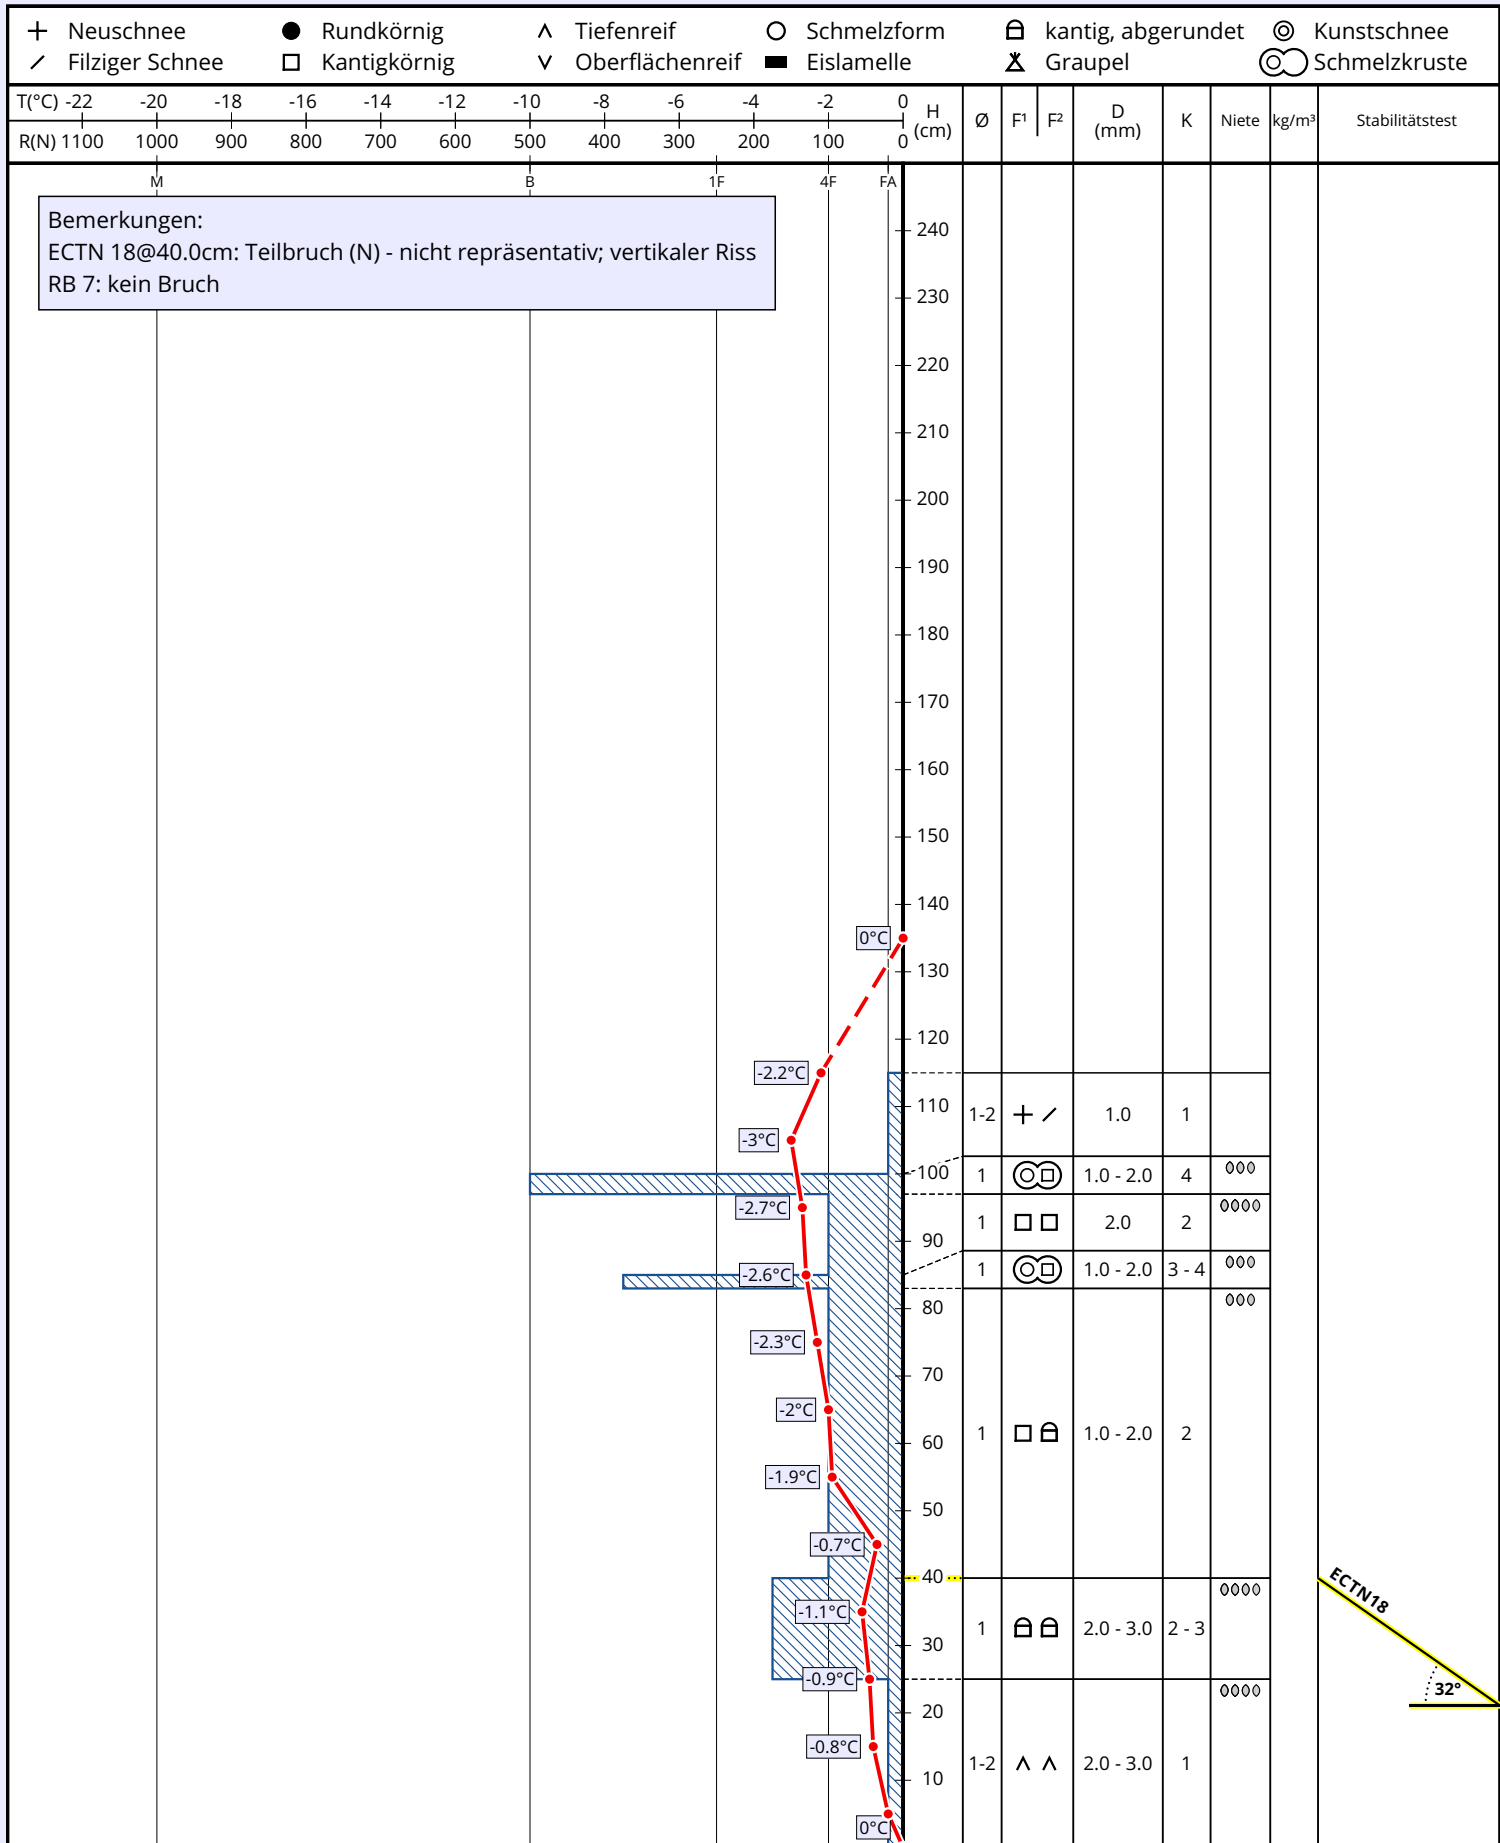 Neuschnee Rundkörnig Tiefenreif Schmelzform kantig, abgerundet Kunstschnee
Filziger Schnee Kantigkörnig Oberflächenreif Eislamelle Graupel Schmelzkruste
T(°C) -22 -20 -18 -16 -14 -12 -10 -8 -6 -4 -2 0
R(N) 1100 1000 900 800 700 600 500 400 300 200 100 0
H (cm) Ø F¹ F² D (mm) K Niete kg/m³ Stabilitätstest
M B 1F 4F FA
Bemerkungen:
ECTN 18@40.0cm: Teilbruch (N) - nicht repräsentativ; vertikaler Riss
RB 7: kein Bruch
240
230
220
210
200
190
180
170
160
150
140
0°C
130
120
-2.2°C
110 1-2 1.0 1
-3°C
100 1 1.0 - 2.0 4
-2.7°C
1 2.0 2
90
-2.6°C 1 1.0 - 2.0 3 - 4
80
-2.3°C
70
-2°C
60 1 1.0 - 2.0 2
-1.9°C
50
-0.7°C
40 ECTN18
-1.1°C
30 1 2.0 - 3.0 2 - 3
-0.9°C
20 32°
-0.8°C
10 1-2 2.0 - 3.0 1
0°C